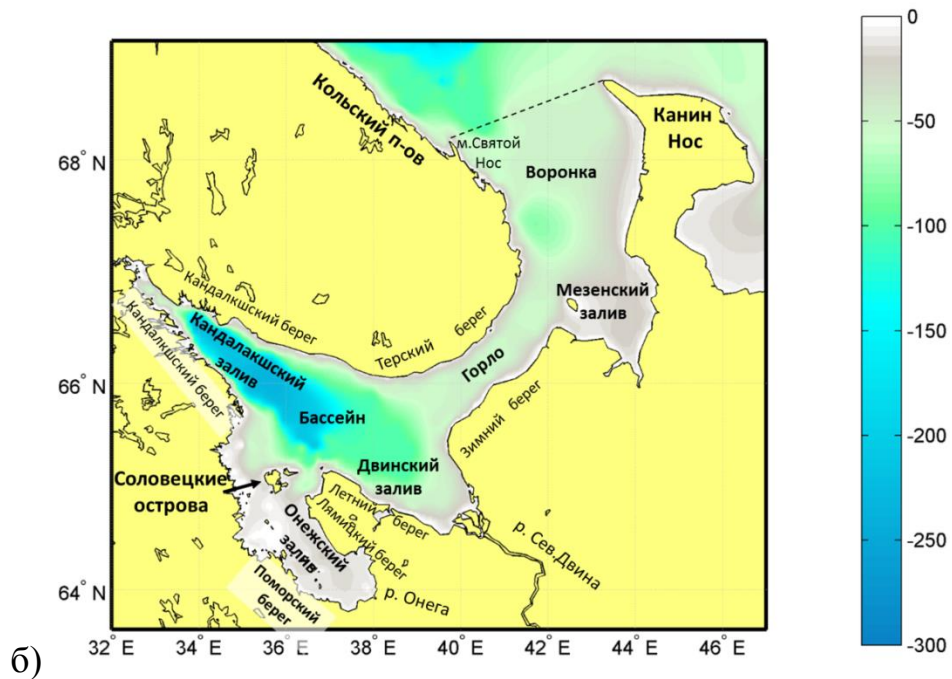 Кольский п-ов
Канин
Нос
м.Святой
Нос
Воронка
Мезенский
залив
Кандалкшский берег
Кандалкшский берег
Кандалакшский
залив
Терский берег
Горло
Бассейн
Зимний берег
Двинский
залив
Соловецкие
острова
Онежский
залив
Летний берег
Лямицкий берег
р. Сев.Двина
р. Онега
Поморский
берег
68° N
66° N
64° N
32° E
34° E
36° E
38° E
40° E
42° E
44° E
46° E
0
-50
-100
-150
-200
-250
-300
б)